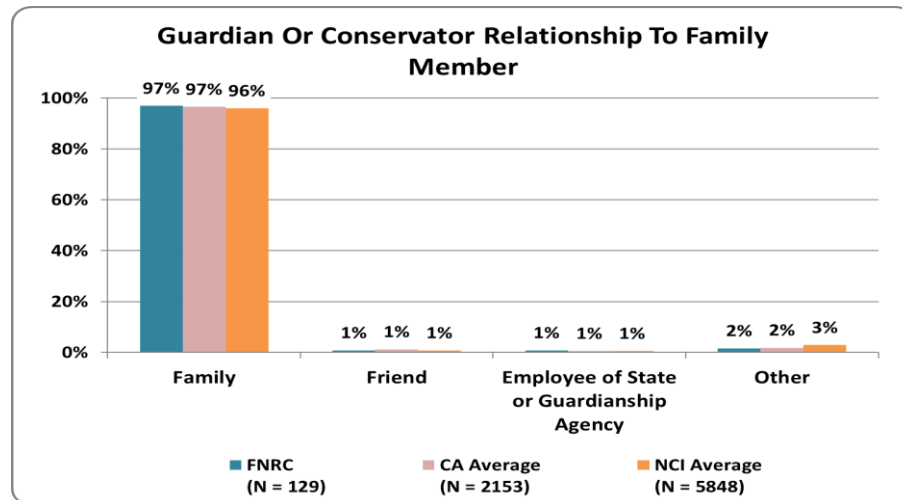 Guardian Or Conservator Relationship To Family
Member
97% 97% 96%
100%
80%
60%
40%
20%
0%
1% 1% 1%
1% 1% 1%
2% 2% 3%
Family
Friend
Employee of State
or Guardianship
Agency
Other
FNRC
(N = 129)
CA Average
(N = 2153)
NCI Average
(N = 5848)